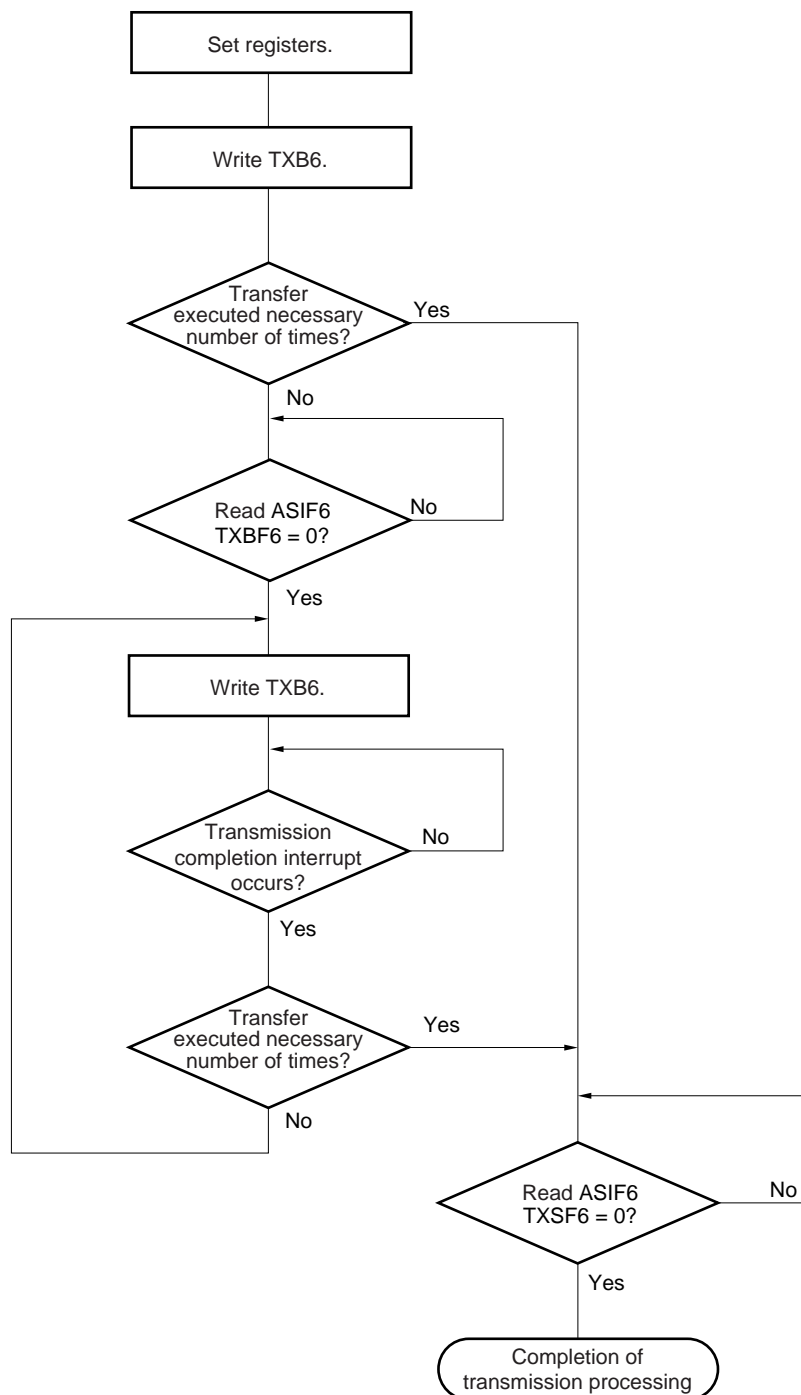 Set registers.
Write TXB6.
Transfer
executed necessary
number of times?
Yes
No
Read ASIF6
TXBF6 = 0?
No
Yes
Write TXB6.
Transmission
completion interrupt
occurs?
No
Yes
Transfer
executed necessary
number of times?
Yes
No
Read ASIF6
TXSF6 = 0?
No
Yes
Completion of
transmission processing